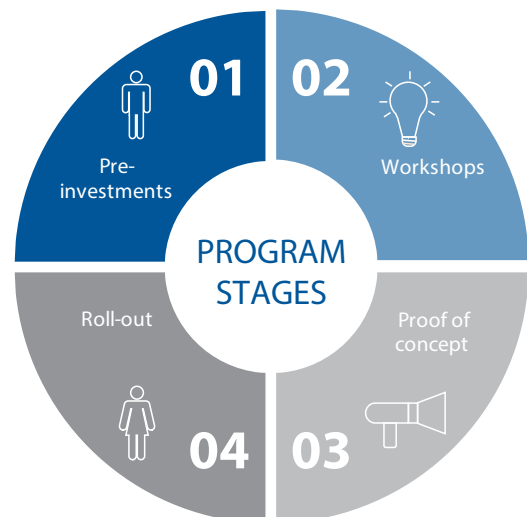 01
Pre-
investments
02
Workshops
PROGRAM
STAGES
Proof of
concept
03
Roll-out
04